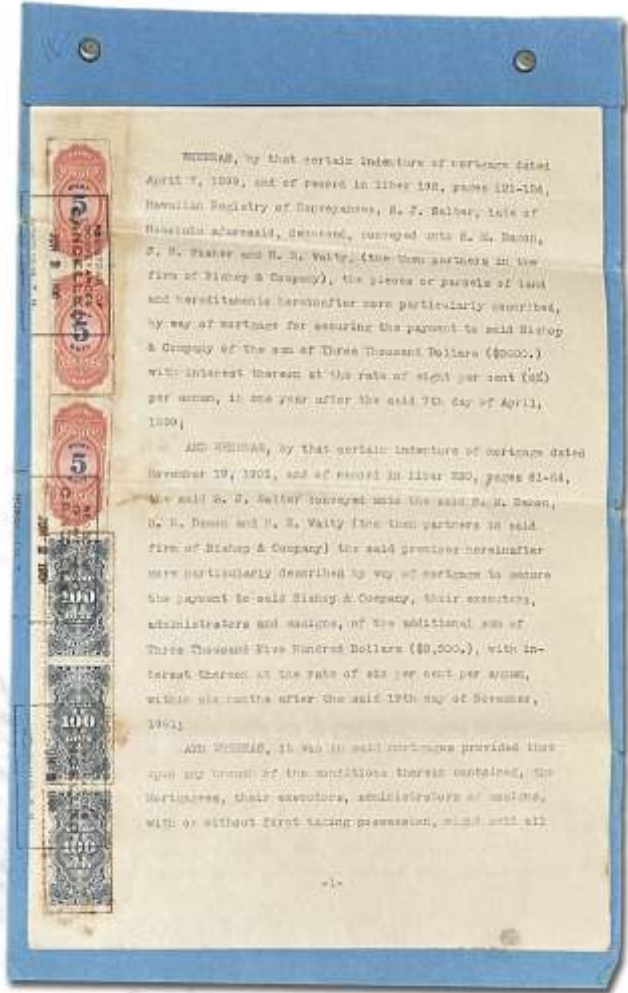 WHEREAS, by that certain indenture of mortgage dated
April 7, 1899, and of record in liber 192, pages 121-124,
Hawaiian Registry of Conveyances, S. J. Salter, late of
Honolulu aforesaid, deceased, conveyed unto S. M. Damon,
J. H. Fisher and H. E. Waity, (the then partners in the
firm of Bishop & Company), the pieces or parcels of land
and hereditaments hereinafter more particularly described,
by way of mortgage for securing the payment to said Bishop
& Company of the sum of Three Thousand Dollars ($3000.)
with interest thereon at the rate of eight per cent (8%)
per annum, in one year after the said 7th day of April,
1899;
AND WHEREAS, by that certain indenture of mortgage dated
November 19, 1901, and of record in liber pages 61-64,
the said S. J. Salter conveyed unto the said S. M. Damon,
Damon and H. E. Waity (the then partners in said
firm of Bishop & Company) the said premises hereinafter
more particularly described by way of mortgage to secure
the payment to said Bishop & Company, their executors,
administrators and assigns, of the additional sum of
Three Thousand Five Hundred Dollars ($3,500.), with in-
terest thereon at the rate of six per cent per annum,
within six months after the said 19th day of November,
1901;
AND WHEREAS, it was in said mortgages provided that
upon any breach of the conditions therein contained, the
Mortgagees, their executors, administrators or assigns,
with or without first taking possession, might sell all
-1-
5
5
5
200
100
100